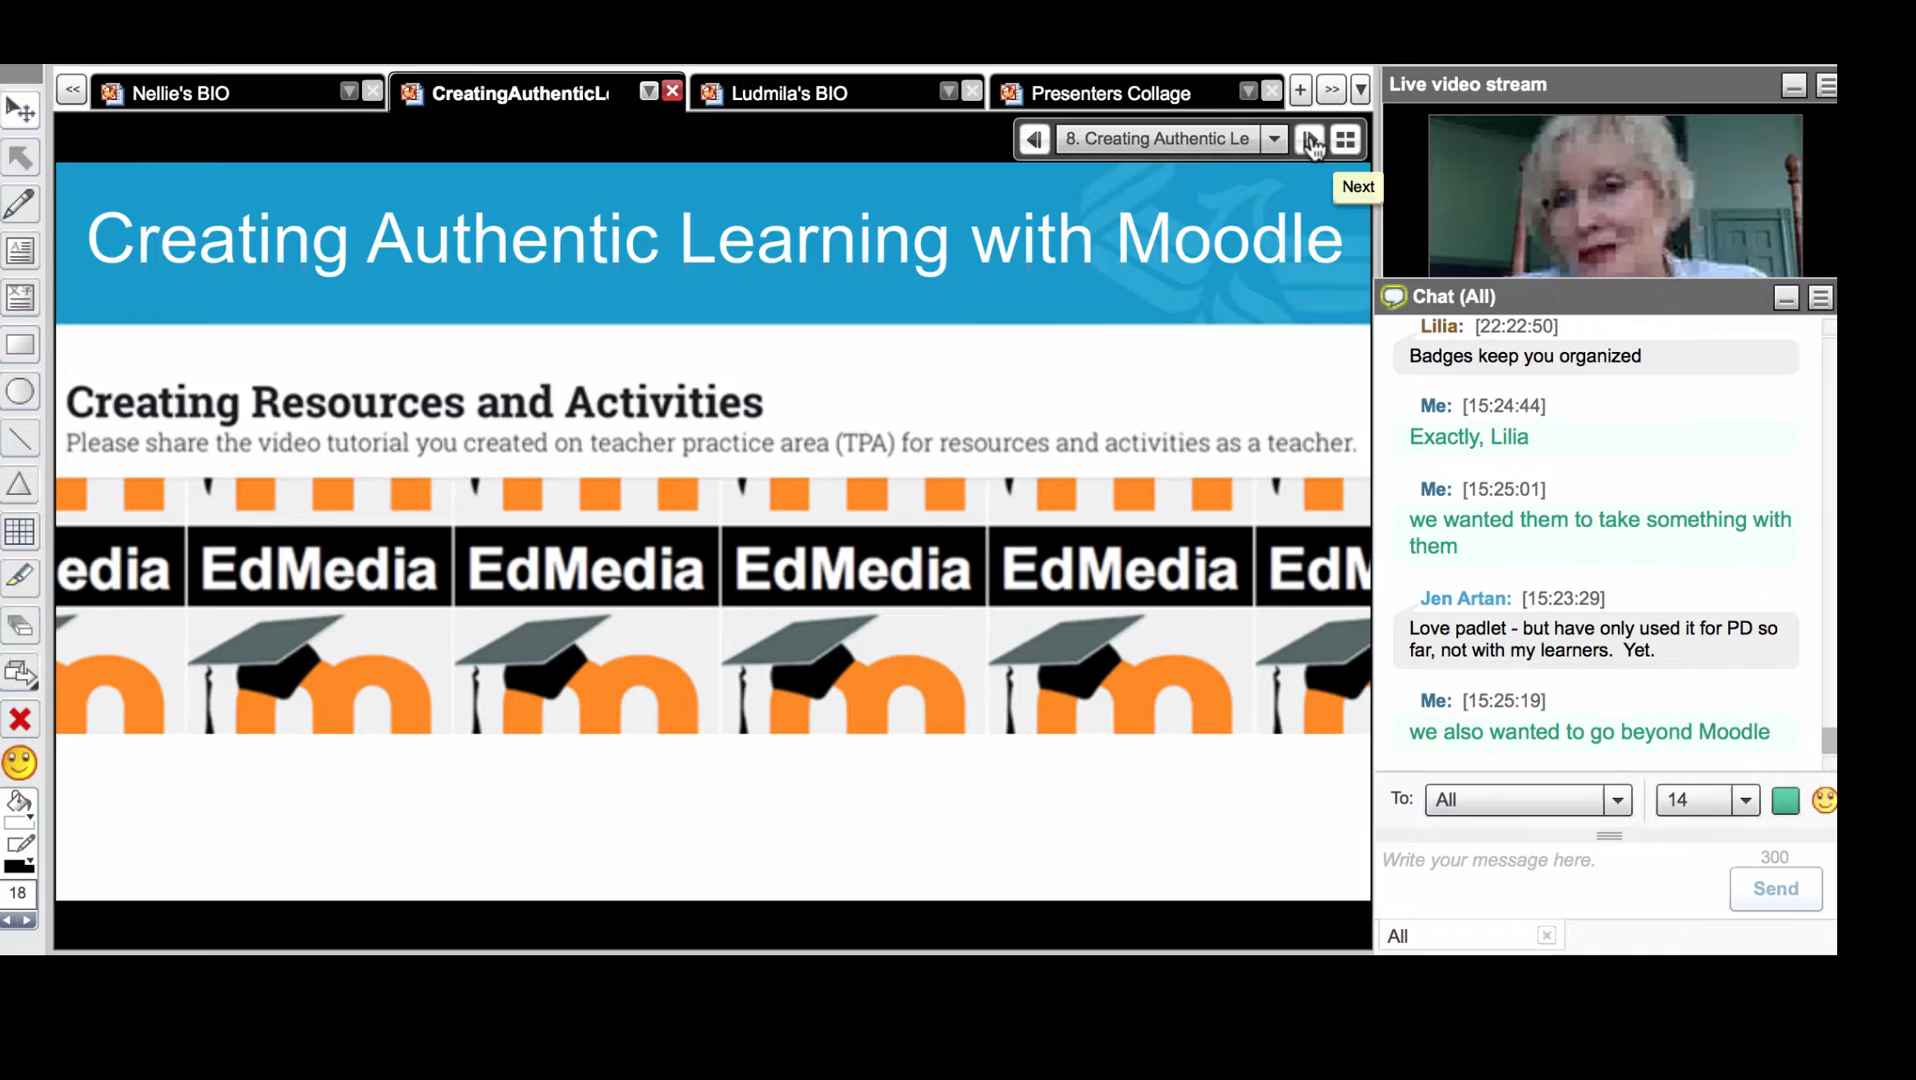 << Nellie's BIO CreatingAuthenticLe Ludmila's BIO Presenters Collage + >>
8. Creating Authentic Le
Next
Creating Authentic Learning with Moodle
Creating Resources and Activities
Please share the video tutorial you created on teacher practice area (TPA) for resources and activities as a teacher.
edia EdMedia EdMedia EdMedia EdMedia EdM
18
Live video stream
Chat (All)
Lilia: [22:22:50]
Badges keep you organized
Me: [15:24:44]
Exactly, Lilia
Me: [15:25:01]
we wanted them to take something with
them
Jen Artan: [15:23:29]
Love padlet - but have only used it for PD so
far, not with my learners. Yet.
Me: [15:25:19]
we also wanted to go beyond Moodle
To: All 14
Write your message here. 300
Send
All